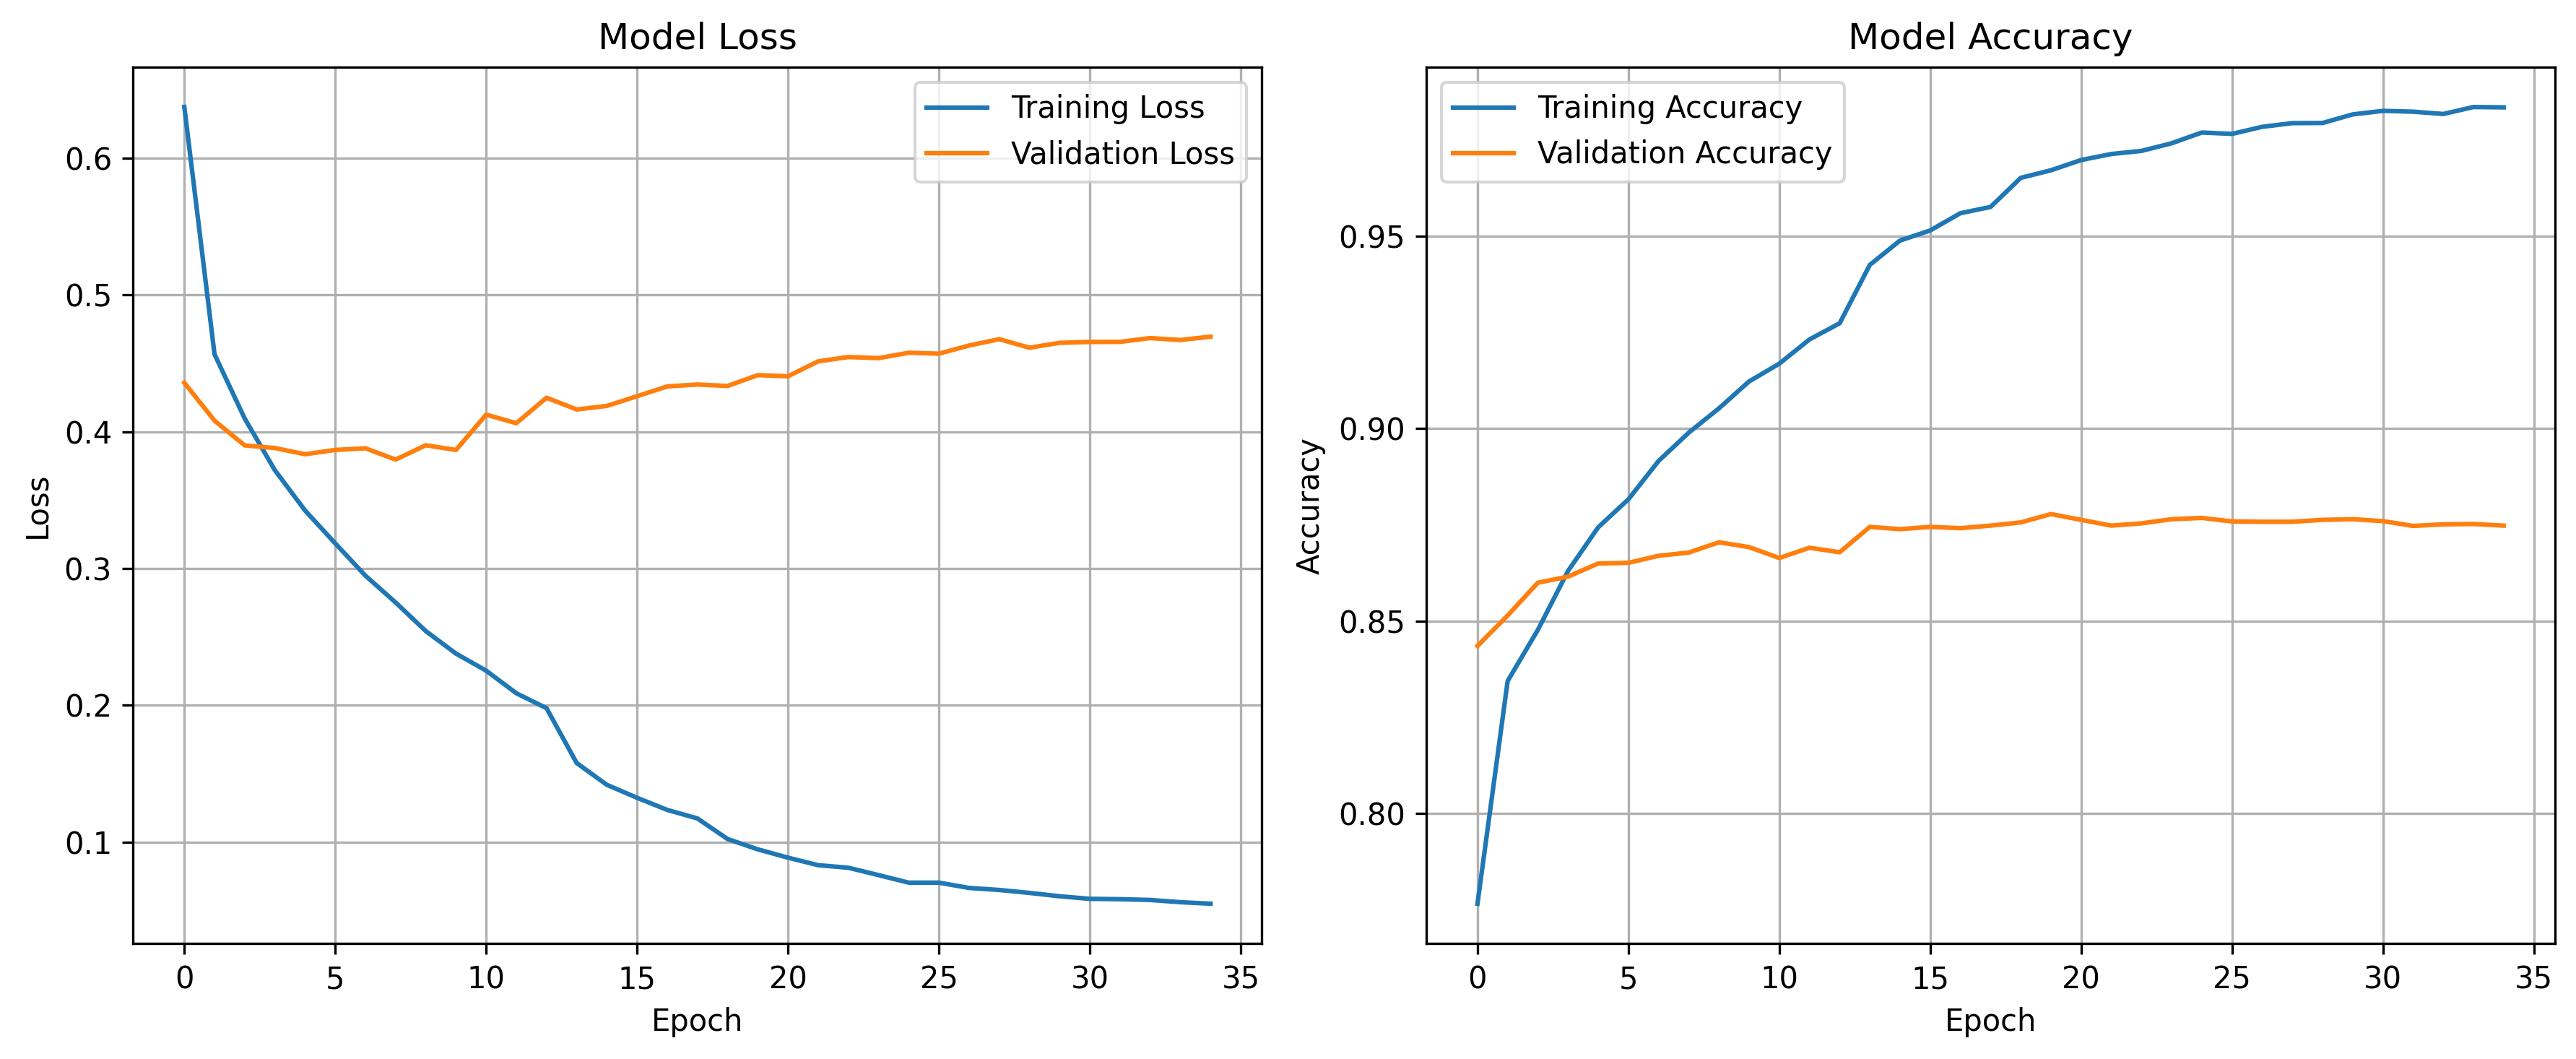 Model Loss
Training Loss
Validation Loss
0.6
0.5
0.4
0.3
0.2
0.1
Loss
0 5 10 15 20 25 30 35
Epoch
Model Accuracy
Training Accuracy
Validation Accuracy
0.95
0.90
0.85
0.80
Accuracy
0 5 10 15 20 25 30 35
Epoch